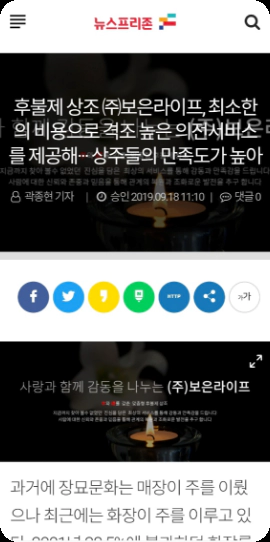 뉴스프리존
후불제 상조 ㈜보은라이프, 최소한
의 비용으로 격조 높은 의전서비스
를 제공해… 상주들의 만족도가 높아
곽종현 기자 | 승인 2019.09.18 11:10 | 댓글 0
HTTP
가가
사랑과 함께 감동을 나누는 (주)보은라이프
과거에 장묘문화는 매장이 주를 이뤘
으나 최근에는 화장이 주를 이루고 있